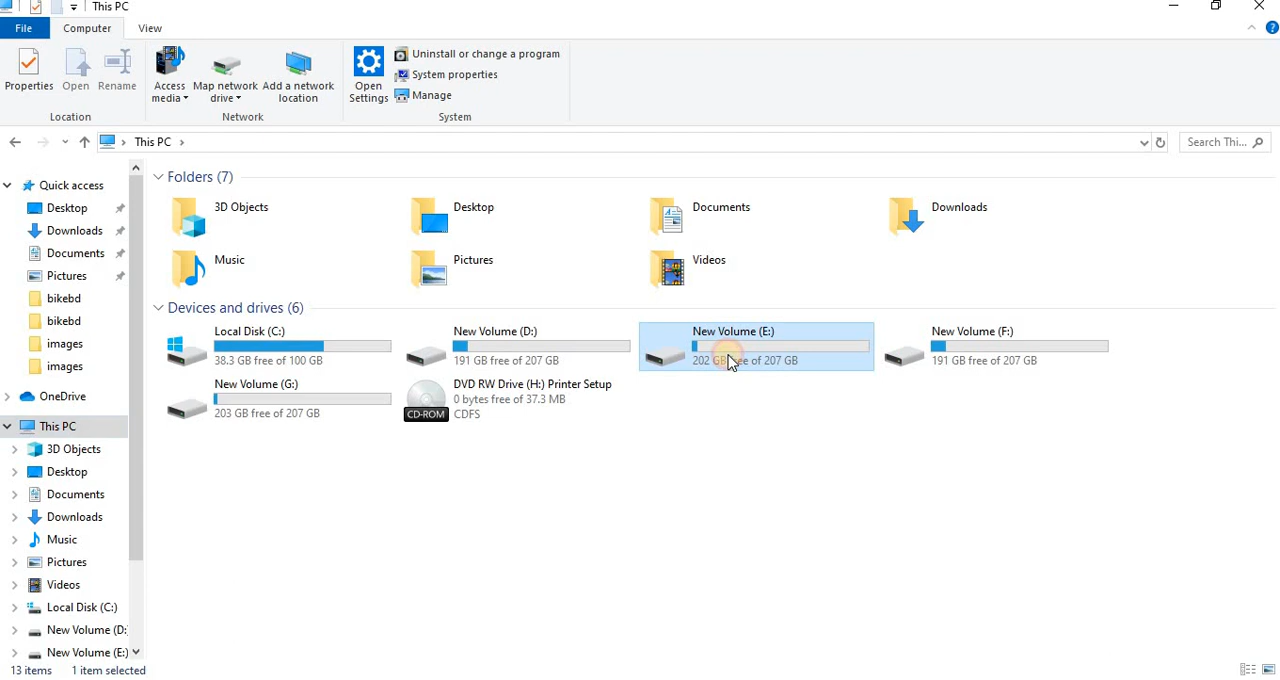 This PC
File Computer View
Properties Open Rename Access media Map network drive Add a network location Open Settings
Uninstall or change a program
System properties
Manage
Location Network System
This PC
Search Thi...
Quick access
Desktop
Downloads
Documents
Pictures
bikebd
bikebd
images
images
OneDrive
This PC
3D Objects
Desktop
Documents
Downloads
Music
Pictures
Videos
Local Disk (C:)
New Volume (D:
New Volume (E:)
Folders (7)
3D Objects Desktop Documents Downloads
Music Pictures Videos
Devices and drives (6)
Local Disk (C:)
38.3 GB free of 100 GB
New Volume (D:)
191 GB free of 207 GB
New Volume (E:)
202 GB free of 207 GB
New Volume (F:)
191 GB free of 207 GB
New Volume (G:)
203 GB free of 207 GB
CD-ROM
DVD RW Drive (H:) Printer Setup
0 bytes free of 37.3 MB
CDFS
13 items 1 item selected